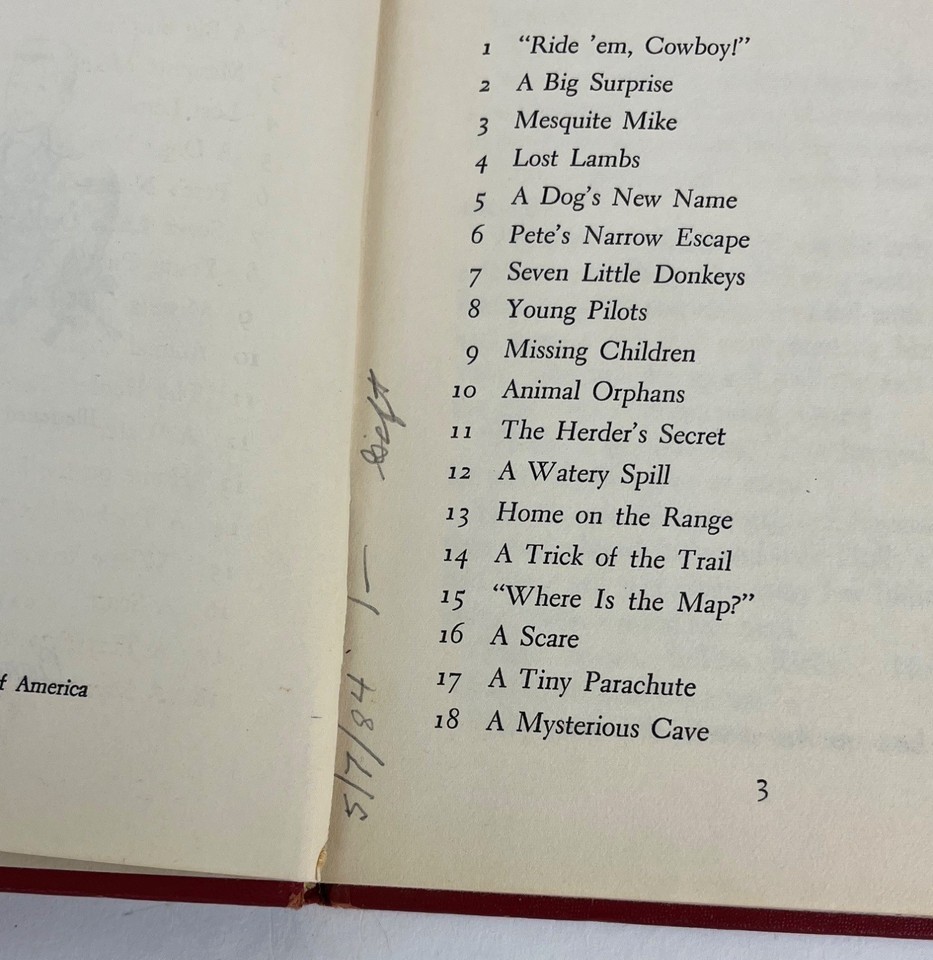 1 “Ride ’em, Cowboy!”
2 A Big Surprise
3 Mesquite Mike
4 Lost Lambs
5 A Dog’s New Name
6 Pete’s Narrow Escape
7 Seven Little Donkeys
8 Young Pilots
9 Missing Children
10 Animal Orphans
11 The Herder’s Secret
12 A Watery Spill
13 Home on the Range
14 A Trick of the Trail
15 “Where Is the Map?”
16 A Scare
17 A Tiny Parachute
18 A Mysterious Cave
3
f America
5/7/84 . 1— Gift